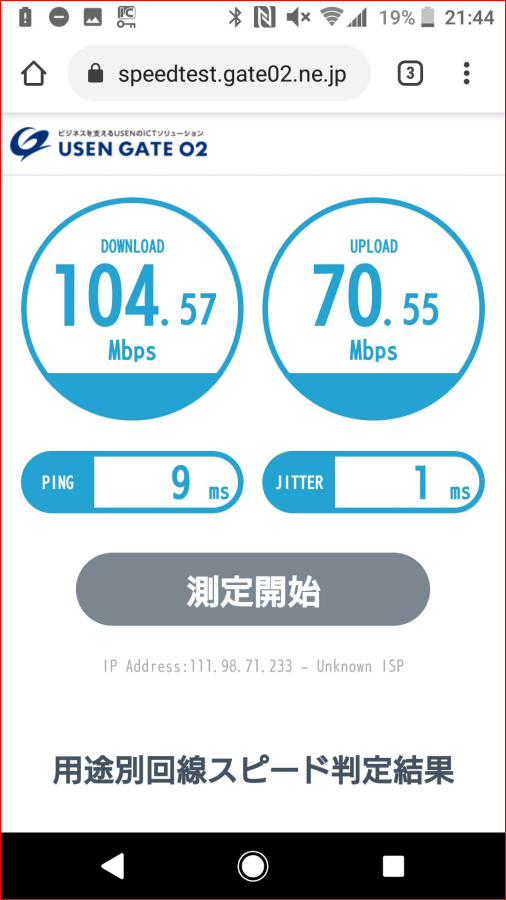 19% 21:44
speedtest.gate02.ne.jp 3
ビジネスを支えるUSENのICTソリューション
USEN GATE 02
DOWNLOAD
104.57
Mbps
UPLOAD
70.55
Mbps
PING 9 ms
JITTER 1 ms
測定開始
IP Address:111.98.71.233 - Unknown ISP
用途別回線スピード判定結果